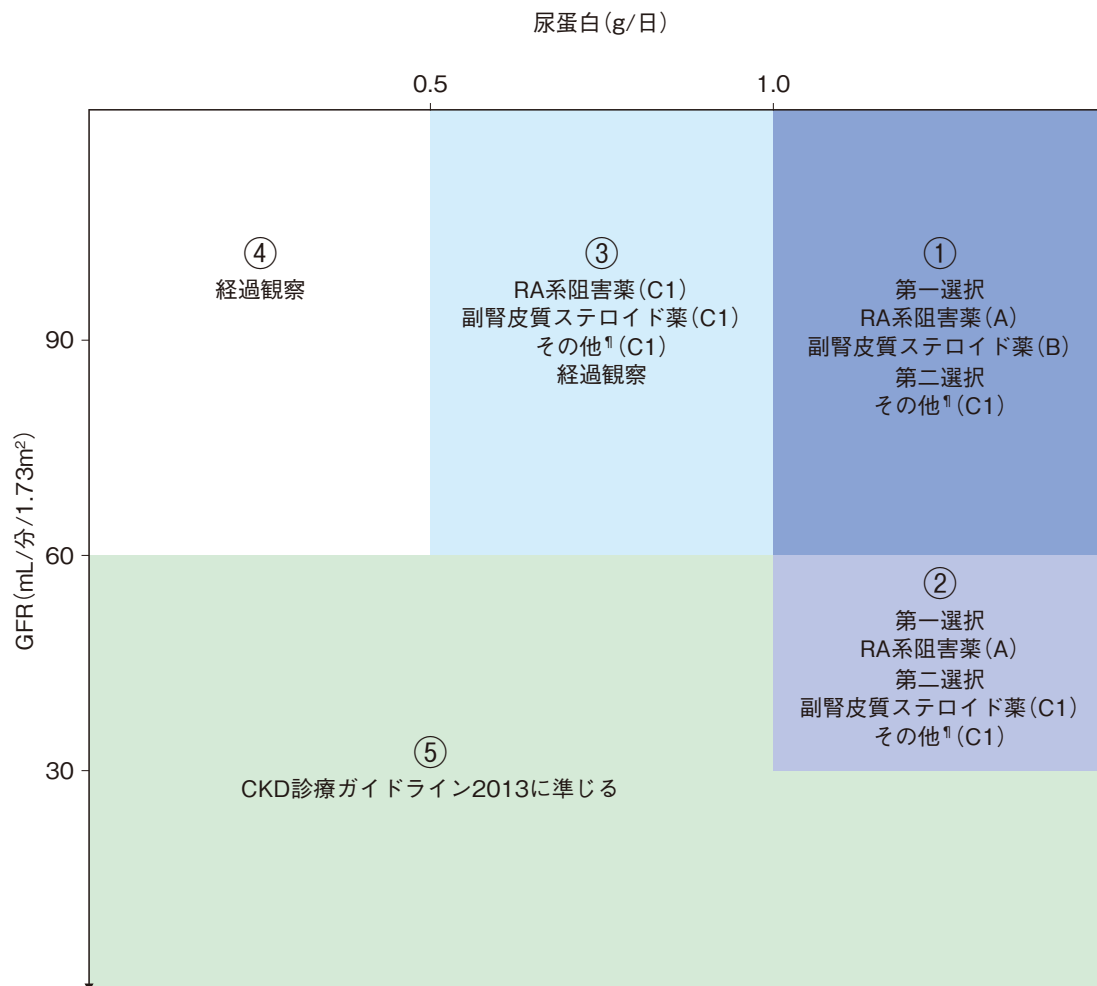 尿蛋白(g/日)
0.5
1.0
④
経過観察
③
RA系阻害薬(C1)
副腎皮質ステロイド薬(C1)
その他¶(C1)
経過観察
①
第一選択
RA系阻害薬(A)
副腎皮質ステロイド薬(B)
第二選択
その他¶(C1)
90
GFR(mL/分/1.73m²)
60
②
第一選択
RA系阻害薬(A)
第二選択
副腎皮質ステロイド薬(C1)
その他¶(C1)
30
⑤
CKD診療ガイドライン2013に準じる